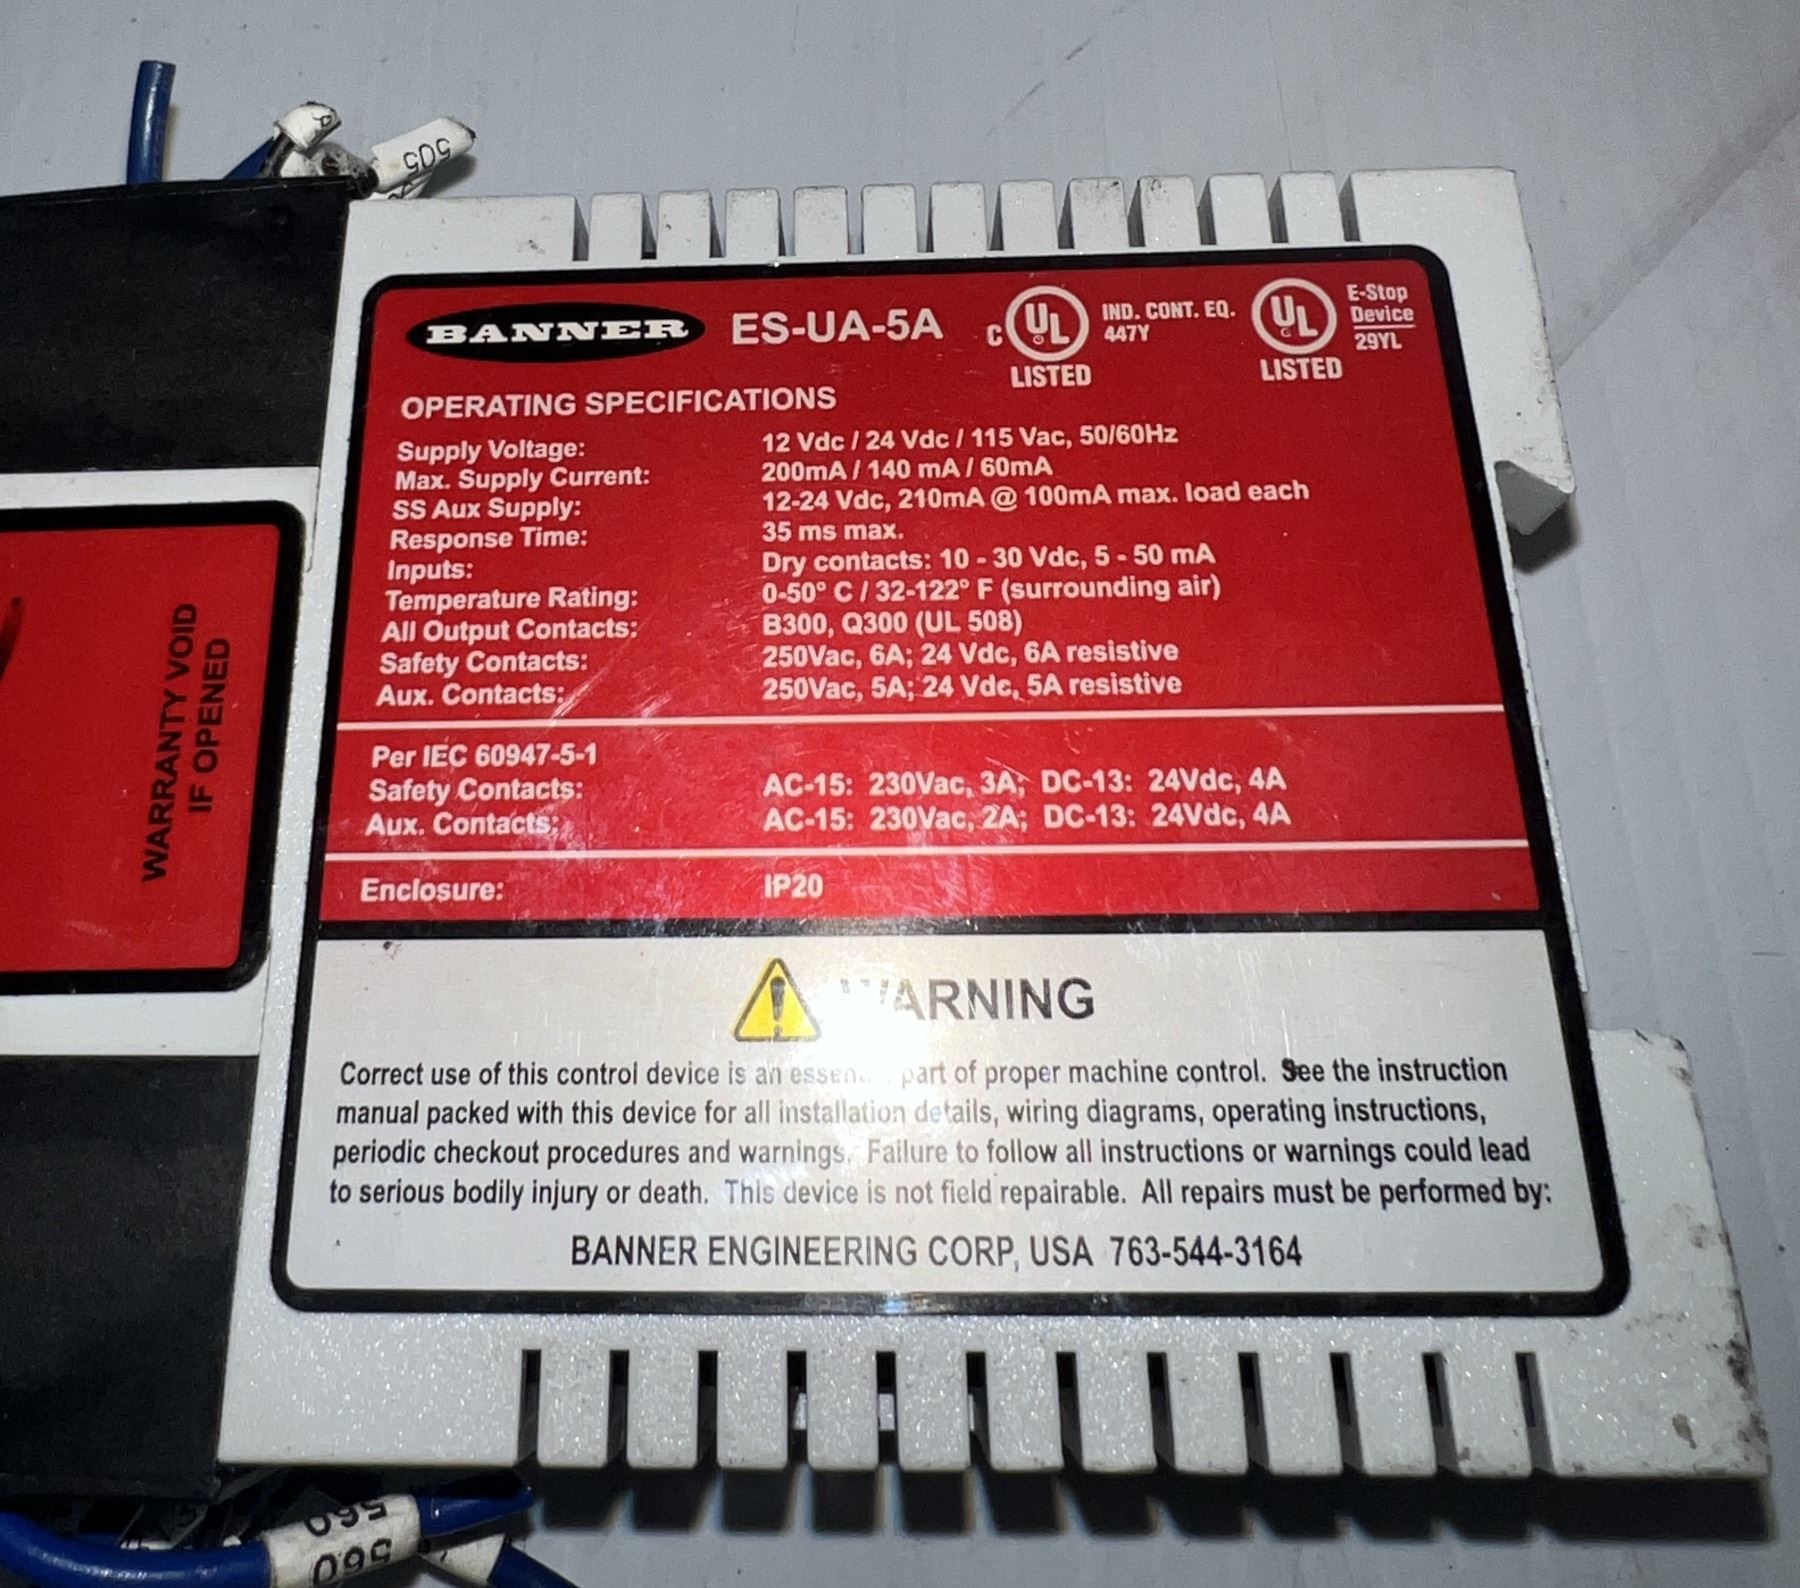 505
BANNER ES-UA-5A
C UL LISTED IND. CONT. EQ. 447Y
UL LISTED E-Stop Device 29YL
OPERATING SPECIFICATIONS
Supply Voltage: 12 Vdc / 24 Vdc / 115 Vac, 50/60Hz
Max. Supply Current: 200mA / 140 mA / 60mA
SS Aux Supply: 12-24 Vdc, 210mA @ 100mA max. load each
Response Time: 35 ms max.
Inputs: Dry contacts: 10 - 30 Vdc, 5 - 50 mA
Temperature Rating: 0-50° C / 32-122° F (surrounding air)
All Output Contacts: B300, Q300 (UL 508)
Safety Contacts: 250Vac, 6A; 24 Vdc, 6A resistive
Aux. Contacts: 250Vac, 5A; 24 Vdc, 5A resistive
Per IEC 60947-5-1
Safety Contacts: AC-15: 230Vac, 3A; DC-13: 24Vdc, 4A
Aux. Contacts: AC-15: 230Vac, 2A; DC-13: 24Vdc, 4A
Enclosure: IP20
WARRANTY VOID
IF OPENED
WARNING
Correct use of this control device is an part of proper machine control. See the instruction
manual packed with this device for all installation details, wiring diagrams, operating instructions,
periodic checkout procedures and warnings. Failure to follow all instructions or warnings could lead
to serious bodily injury or death. This device is not field repairable. All repairs must be performed by:
BANNER ENGINEERING CORP, USA 763-544-3164
560
560